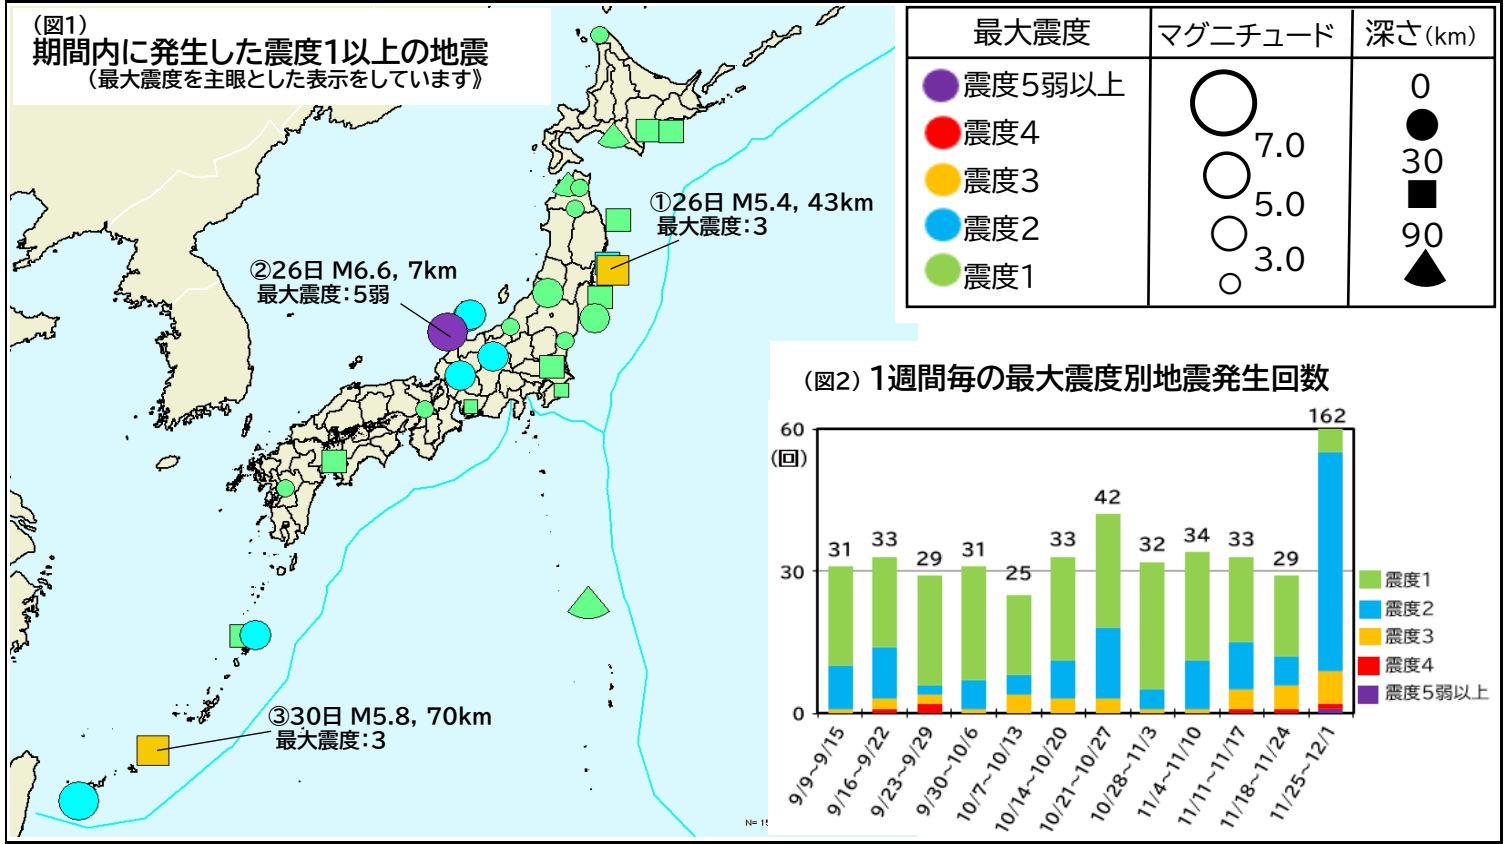 (図1)
期間内に発生した震度1以上の地震
(最大震度を主眼とした表示をしています》
①26日 M5.4, 43km
最大震度:3
②26日 M6.6, 7km
最大震度:5弱
③30日 M5.8, 70km
最大震度:3
最大震度 マグニチュード 深さ(km)
震度5弱以上
震度4
震度3
震度2
震度1
7.0
5.0
3.0
0
30
90
(図2) 1週間毎の最大震度別地震発生回数
60
(回)
30
0
31
33
29
31
25
33
42
32
34
33
29
162
9/9~9/15
9/16~9/22
9/23~9/29
9/30~10/6
10/7~10/13
10/14~10/20
10/21~10/27
10/28~11/3
11/4~11/10
11/11~11/17
11/18~11/24
11/25~12/1
震度1
震度2
震度3
震度4
震度5弱以上